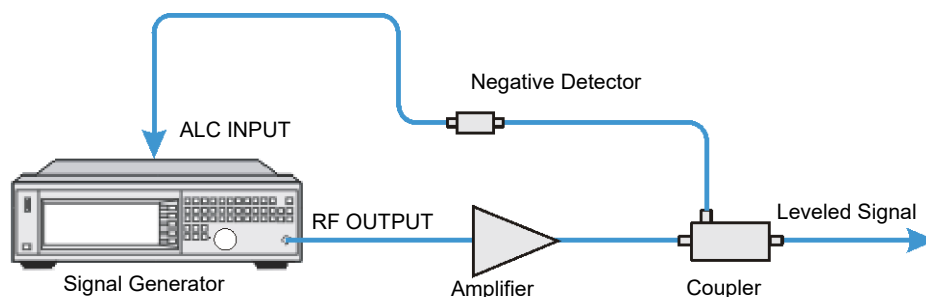 Negative Detector
ALC INPUT
RF OUTPUT
Leveled Signal
Signal Generator
Amplifier
Coupler